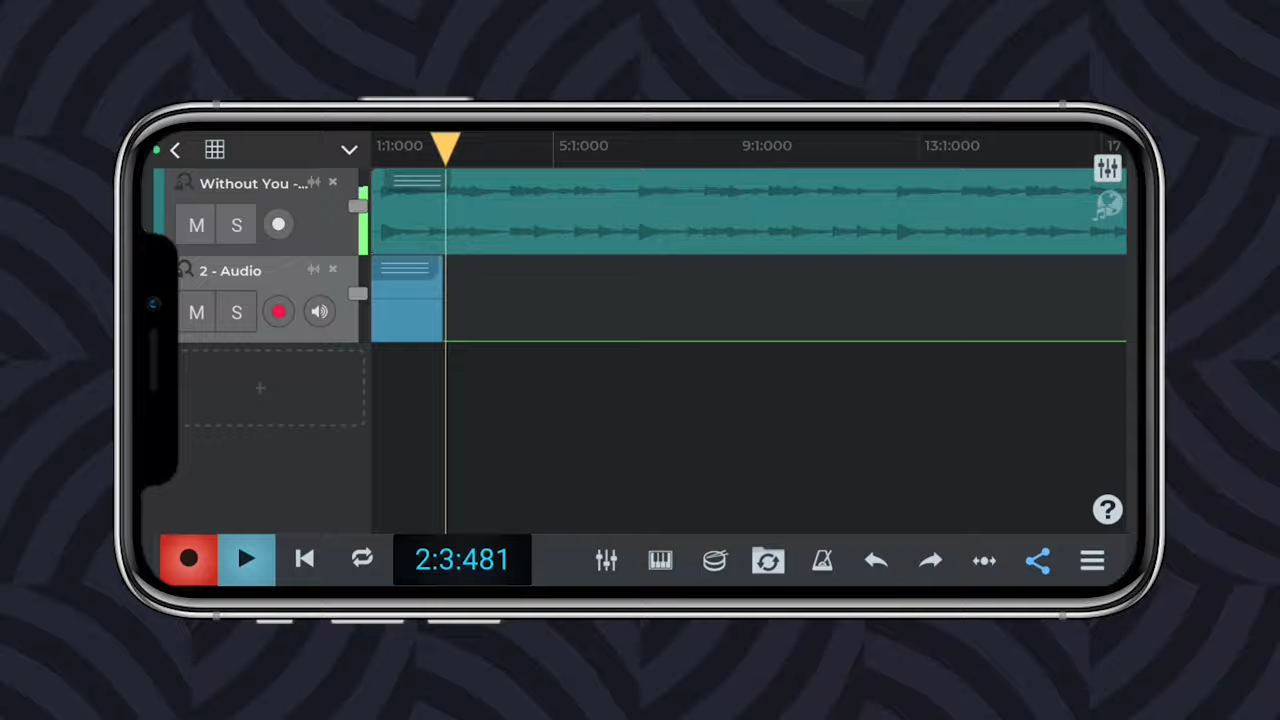 1:1:000 5:1:000 9:1:000 13:1:000 17
Without You -...
M S
2 - Audio
M S
+
?
2:3:481